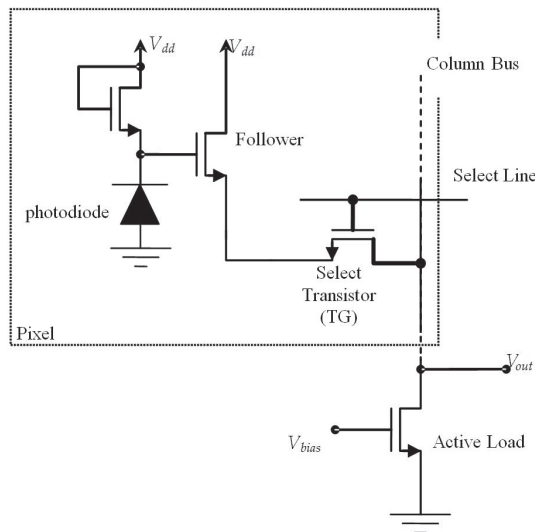 V_dd
V_dd
Column Bus
Follower
Select Line
photodiode
Select
Transistor
(TG)
Pixel
V_out
V_bias
Active Load